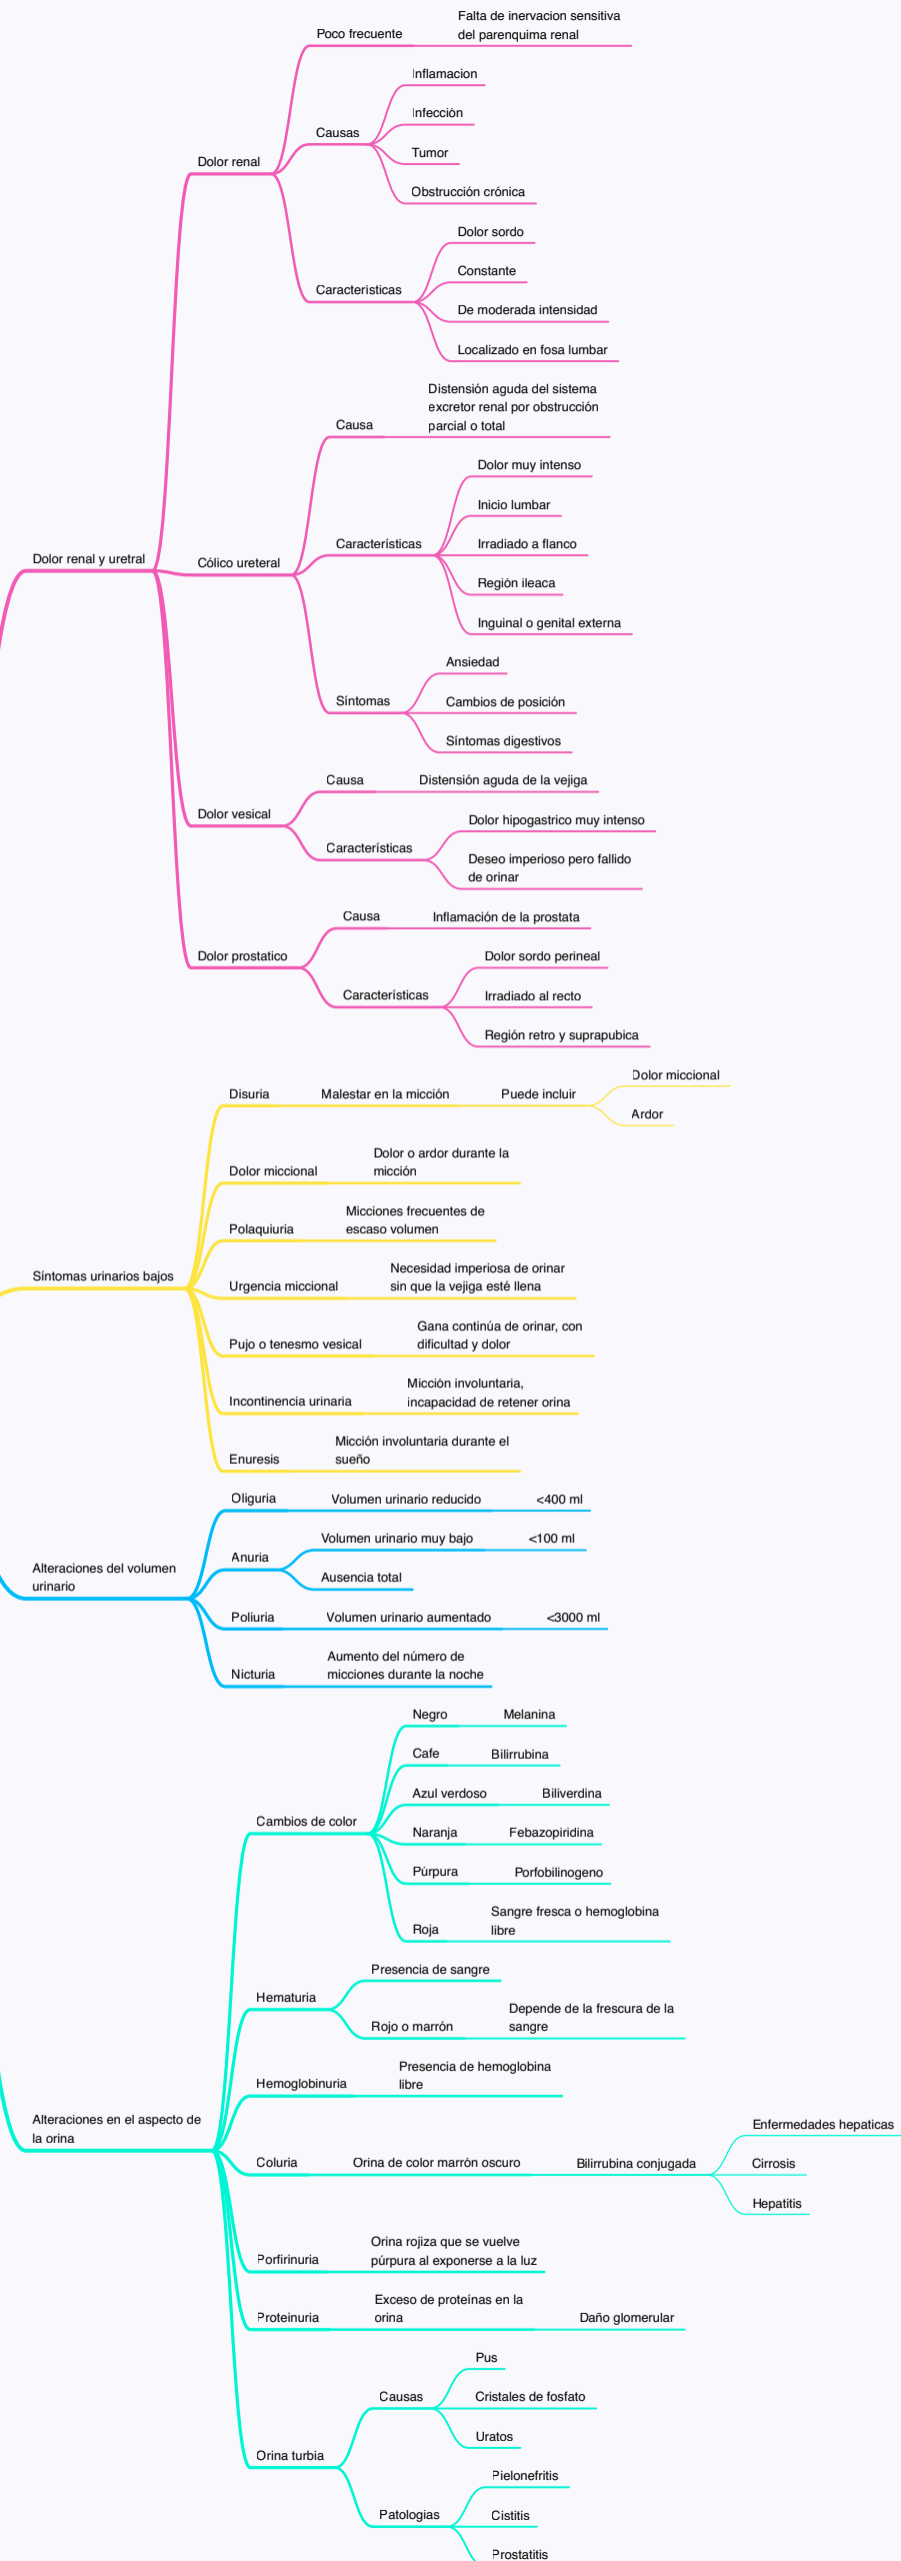 Dolor renal y uretral
Dolor renal
Poco frecuente
Falta de inervacion sensitiva
del parenquima renal
Causas
Inflamacion
Infección
Tumor
Obstrucción crónica
Características
Dolor sordo
Constante
De moderada intensidad
Localizado en fosa lumbar
Cólico ureteral
Causa
Distensión aguda del sistema
excretor renal por obstrucción
parcial o total
Características
Dolor muy intenso
Inicio lumbar
Irradiado a flanco
Región ileaca
Inguinal o genital externa
Síntomas
Ansiedad
Cambios de posición
Síntomas digestivos
Dolor vesical
Causa
Distensión aguda de la vejiga
Características
Dolor hipogastrico muy intenso
Deseo imperioso pero fallido
de orinar
Dolor prostatico
Causa
Inflamación de la prostata
Características
Dolor sordo perineal
Irradiado al recto
Región retro y suprapubica
Síntomas urinarios bajos
Disuria
Malestar en la micción
Puede incluir
Dolor miccional
Ardor
Dolor miccional
Dolor o ardor durante la
micción
Polaquiuria
Micciones frecuentes de
escaso volumen
Urgencia miccional
Necesidad imperiosa de orinar
sin que la vejiga esté llena
Pujo o tenesmo vesical
Gana continúa de orinar, con
dificultad y dolor
Incontinencia urinaria
Micción involuntaria,
incapacidad de retener orina
Enuresis
Micción involuntaria durante el
sueño
Alteraciones del volumen
urinario
Oliguria
Volumen urinario reducido
<400 ml
Anuria
Volumen urinario muy bajo
<100 ml
Ausencia total
Poliuria
Volumen urinario aumentado
<3000 ml
Nicturia
Aumento del número de
micciones durante la noche
Alteraciones en el aspecto de
la orina
Cambios de color
Negro
Melanina
Cafe
Bilirrubina
Azul verdoso
Biliverdina
Naranja
Febazopiridina
Púrpura
Porfobilinogeno
Roja
Sangre fresca o hemoglobina
libre
Hematuria
Presencia de sangre
Rojo o marrón
Depende de la frescura de la
sangre
Hemoglobinuria
Presencia de hemoglobina
libre
Coluria
Orina de color marrón oscuro
Bilirrubina conjugada
Enfermedades hepaticas
Cirrosis
Hepatitis
Porfirinuria
Orina rojiza que se vuelve
púrpura al exponerse a la luz
Proteinuria
Exceso de proteínas en la
orina
Daño glomerular
Orina turbia
Causas
Pus
Cristales de fosfato
Uratos
Patologias
Pielonefritis
Cistitis
Prostatitis